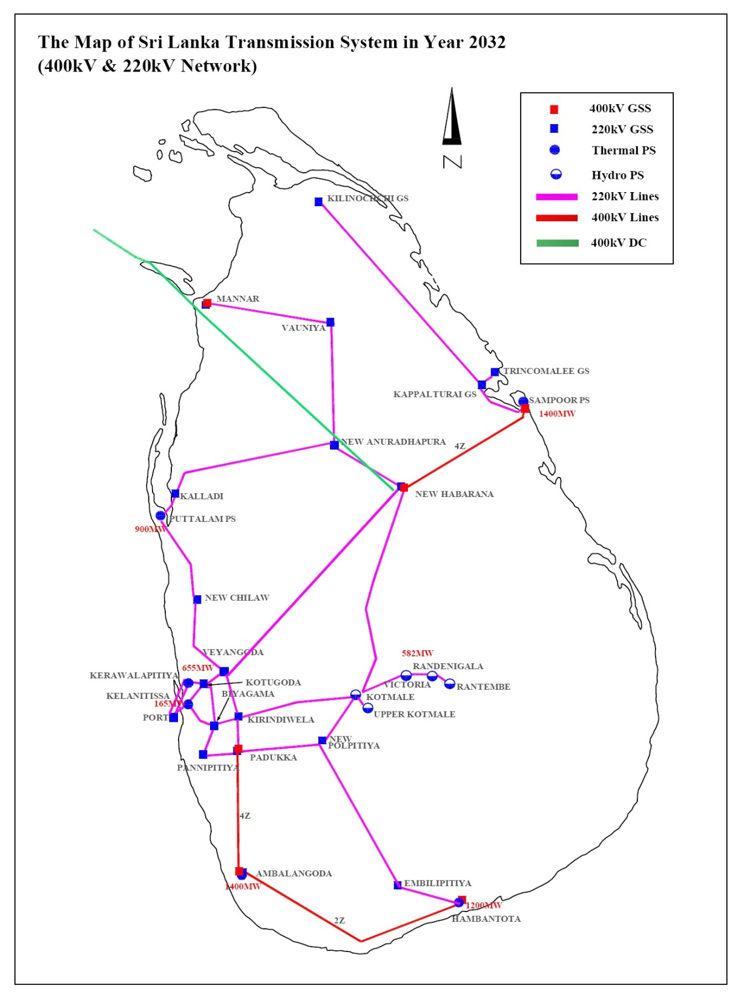 The Map of Sri Lanka Transmission System in Year 2032
(400kV & 220kV Network)
N
400kV GSS
220kV GSS
Thermal PS
Hydro PS
220kV Lines
400kV Lines
400kV DC
KILINOCHCHI GS
MANNAR
VAUNIYA
TRINCOMALEE GS
KAPPALTURAI GS
SAMPOOR PS
1400MW
NEW ANURADHAPURA
4Z
NEW HABARANA
KALLADI
PUTTALAM PS
900MW
NEW CHILAW
VEYANGODA
655MW
582MW
KERAWALAPITIYA
RANDENIGALA
KOTUGODA
VICTORIA
RANTEMBE
KELANITISSA
BIYAGAMA
KOTMALE
165MW
PORT
KIRINDIWELA
UPPER KOTMALE
NEW
POLPITIYA
PADUKKA
PANNIPITIYA
4Z
AMBALANGODA
1400MW
EMBILIPITIYA
1200MW
HAMBANTOTA
2Z